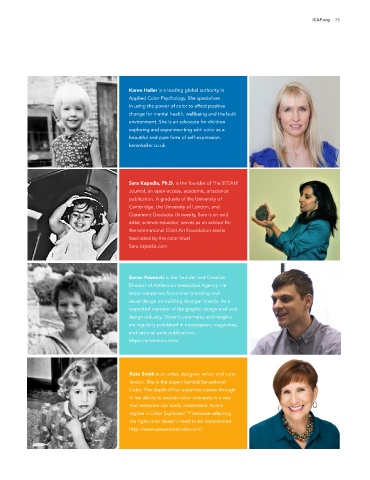 ICAF.org 25
Karen Haller is a leading global authority in
Applied Color Psychology. She specializes
in using the power of color to effect positive
change for mental health, wellbeing and the built
environment. She is an advocate for children
exploring and experimenting with color as a
beautiful and pure form of self-expression.
karenhaller.co.uk
Sara Kapadia, Ph.D. is the founder of The STEAM
Journal, an open-access, academic, art/science
publication. A graduate of the University of
Cambridge, the University of London, and
Claremont Graduate University, Sara is an avid
artist, science educator, serves as an advisor for
the International Child Art Foundation and is
fascinated by the color blue!
Sara.kapadia.com
Goran Paunovic is the founder and Creative
Director of ArtVersion Interactive Agency. He
helps companies focus their branding and
visual design on building stronger brands. As a
respected member of the graphic design and web
design industry, Goran's comments and insights
are regularly published in newspapers, magazines
and national print publications.
https://artversion.com/
Kate Smith is an artist, designer, writer and color
She is the expert behind Sensational
Color. The depth of her expertise comes through
in her ability to explain color concepts in a way
that everyone can easily understand. Kate's
tagline is Color Explained ™ because selecting
the right color doesn't need to be complicated.
http://www.sensationalcolor.com/